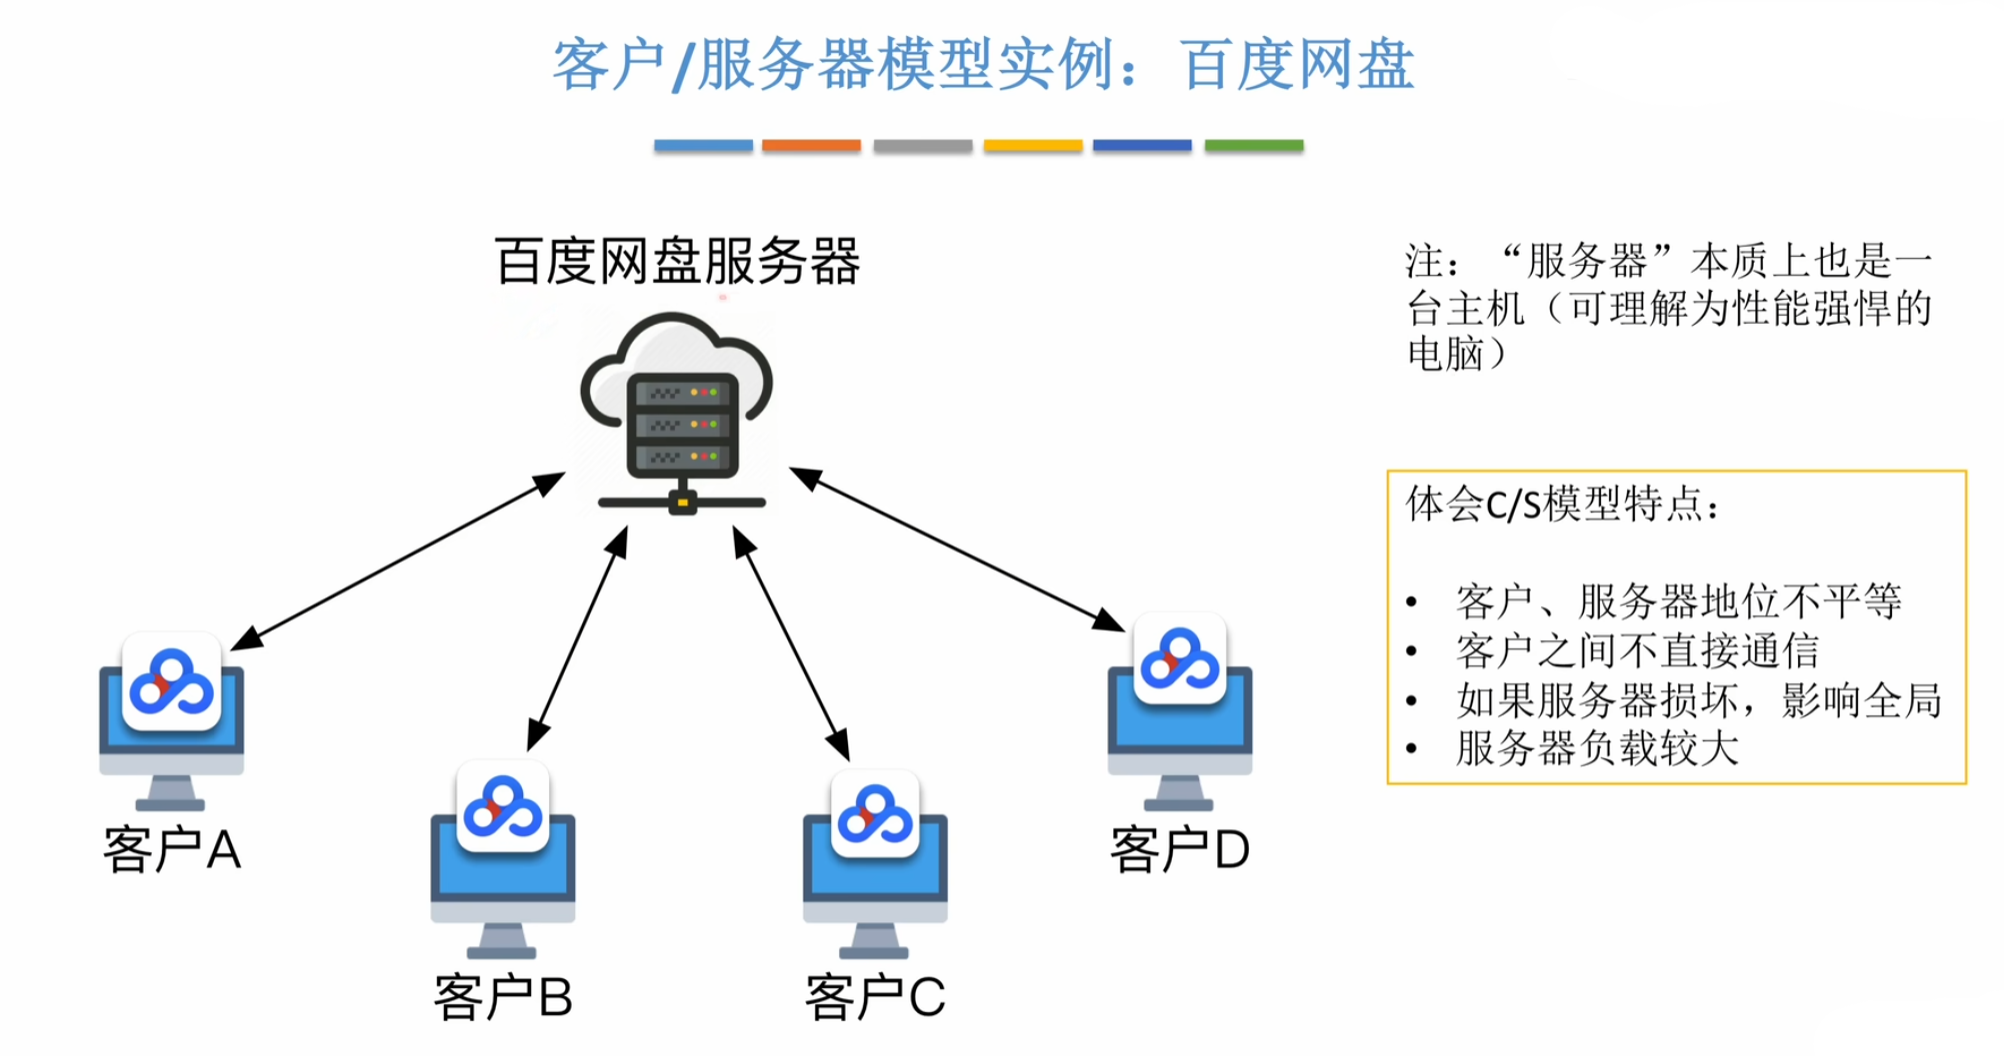 客户/服务器模型实例：百度网盘
百度网盘服务器
注：“服务器”本质上也是一
台主机（可理解为性能强悍的
电脑）
体会C/S模型特点：
• 客户、服务器地位不平等
• 客户之间不直接通信
• 如果服务器损坏，影响全局
• 服务器负载较大
客户A
客户B
客户C
客户D